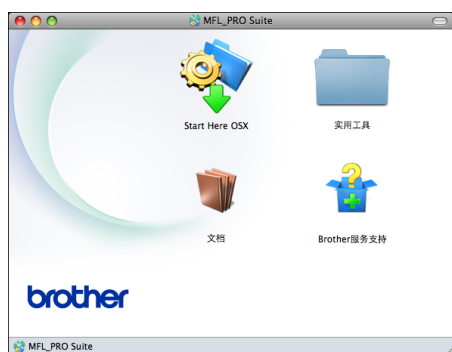 MFL_PRO Suite
Start Here OSX
实用工具
文档
Brother服务支持
brother
MFL_PRO Suite